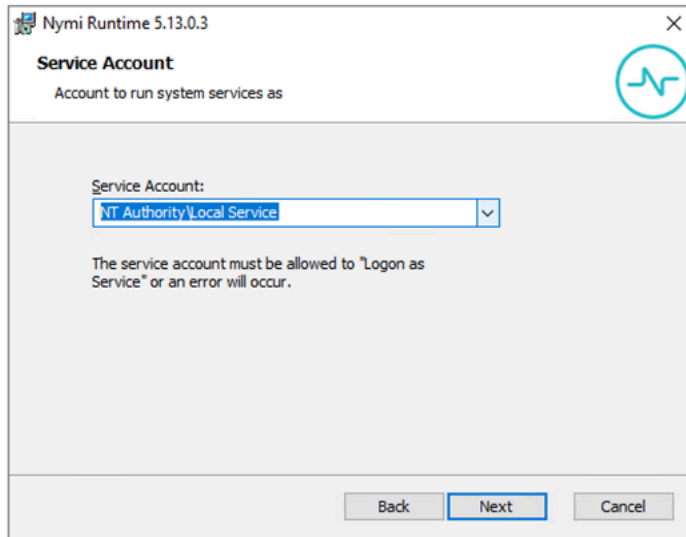 Nymi Runtime 5.13.0.3
Service Account
Account to run system services as
Service Account:
NT Authority\Local Service
The service account must be allowed to "Logon as
Service" or an error will occur.
Back Next Cancel